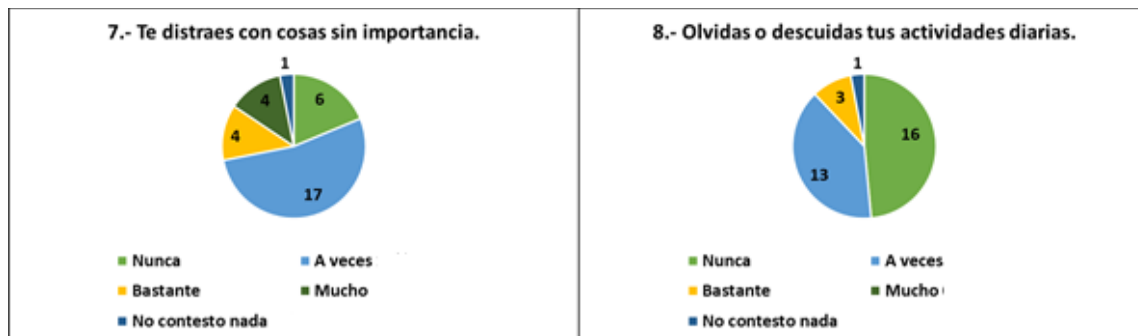 7.- Te distraes con cosas sin importancia.
1
4
6
4
17
Nunca
A veces
Bastante
Mucho
No contesto nada
8.- Olvidas o descuidas tus actividades diarias.
1
3
16
13
Nunca
A veces
Bastante
Mucho
No contesto nada